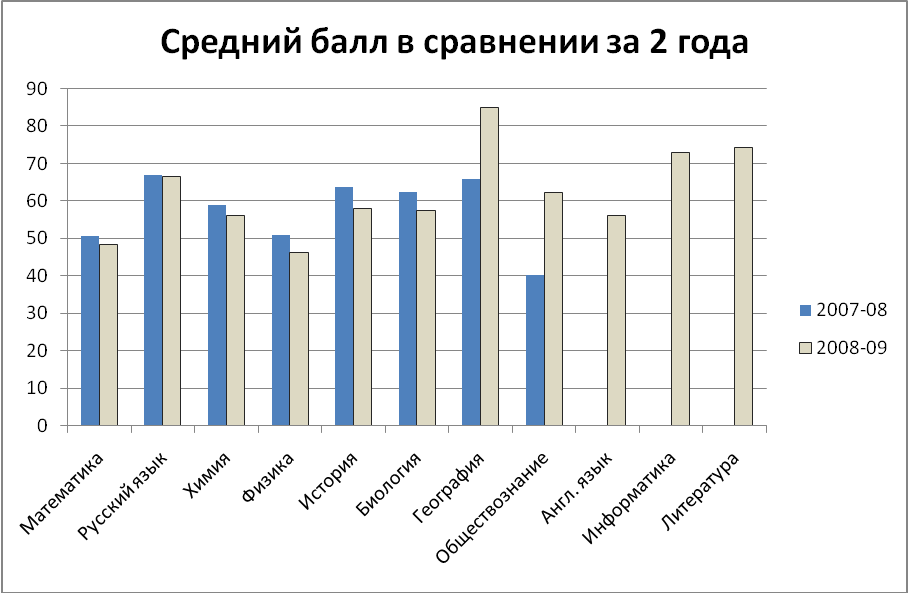 Средний балл в сравнении за 2 года
90
80
70
60
50
40
30
20
10
0
2007-08
2008-09
Математика
Русский язык
Химия
Физика
История
Биология
География
Обществознание
Англ. язык
Информатика
Литература